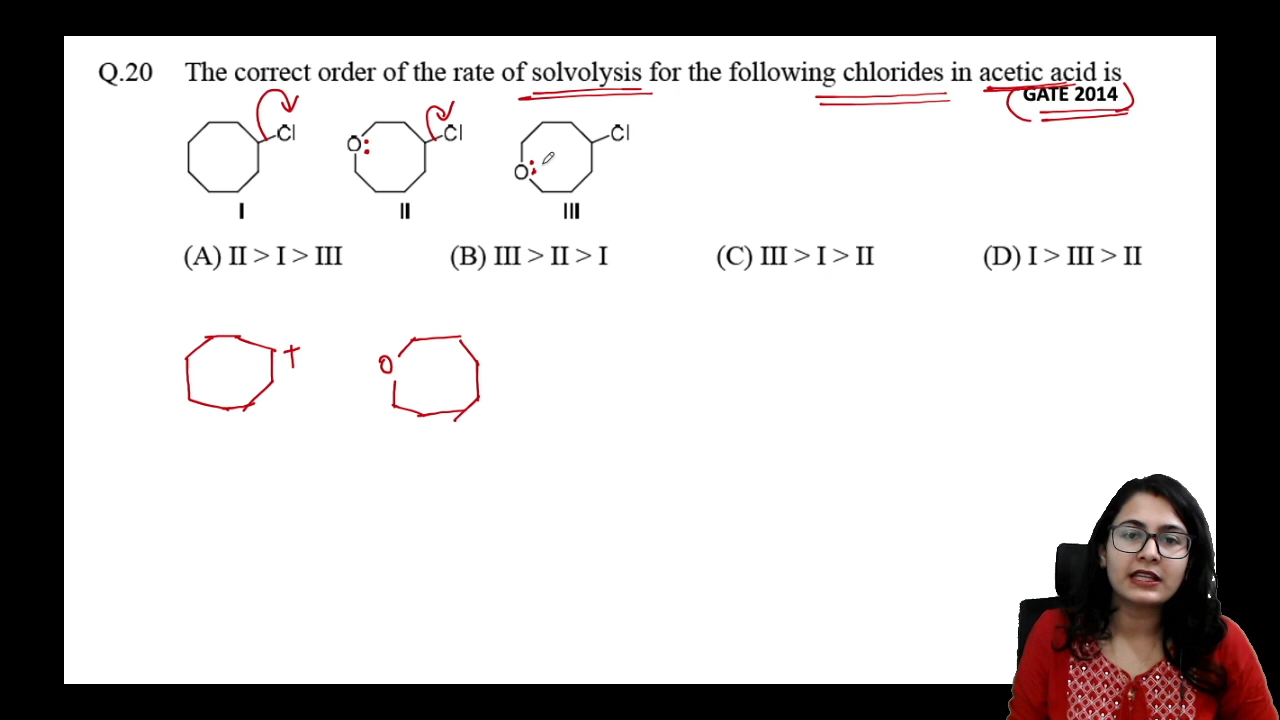 Q.20 The correct order of the rate of solvolysis for the following chlorides in acetic acid is
GATE 2014
Cl O Cl O Cl
I II III
(A) II > I > III (B) III > II > I (C) III > I > II (D) I > III > II
+ O